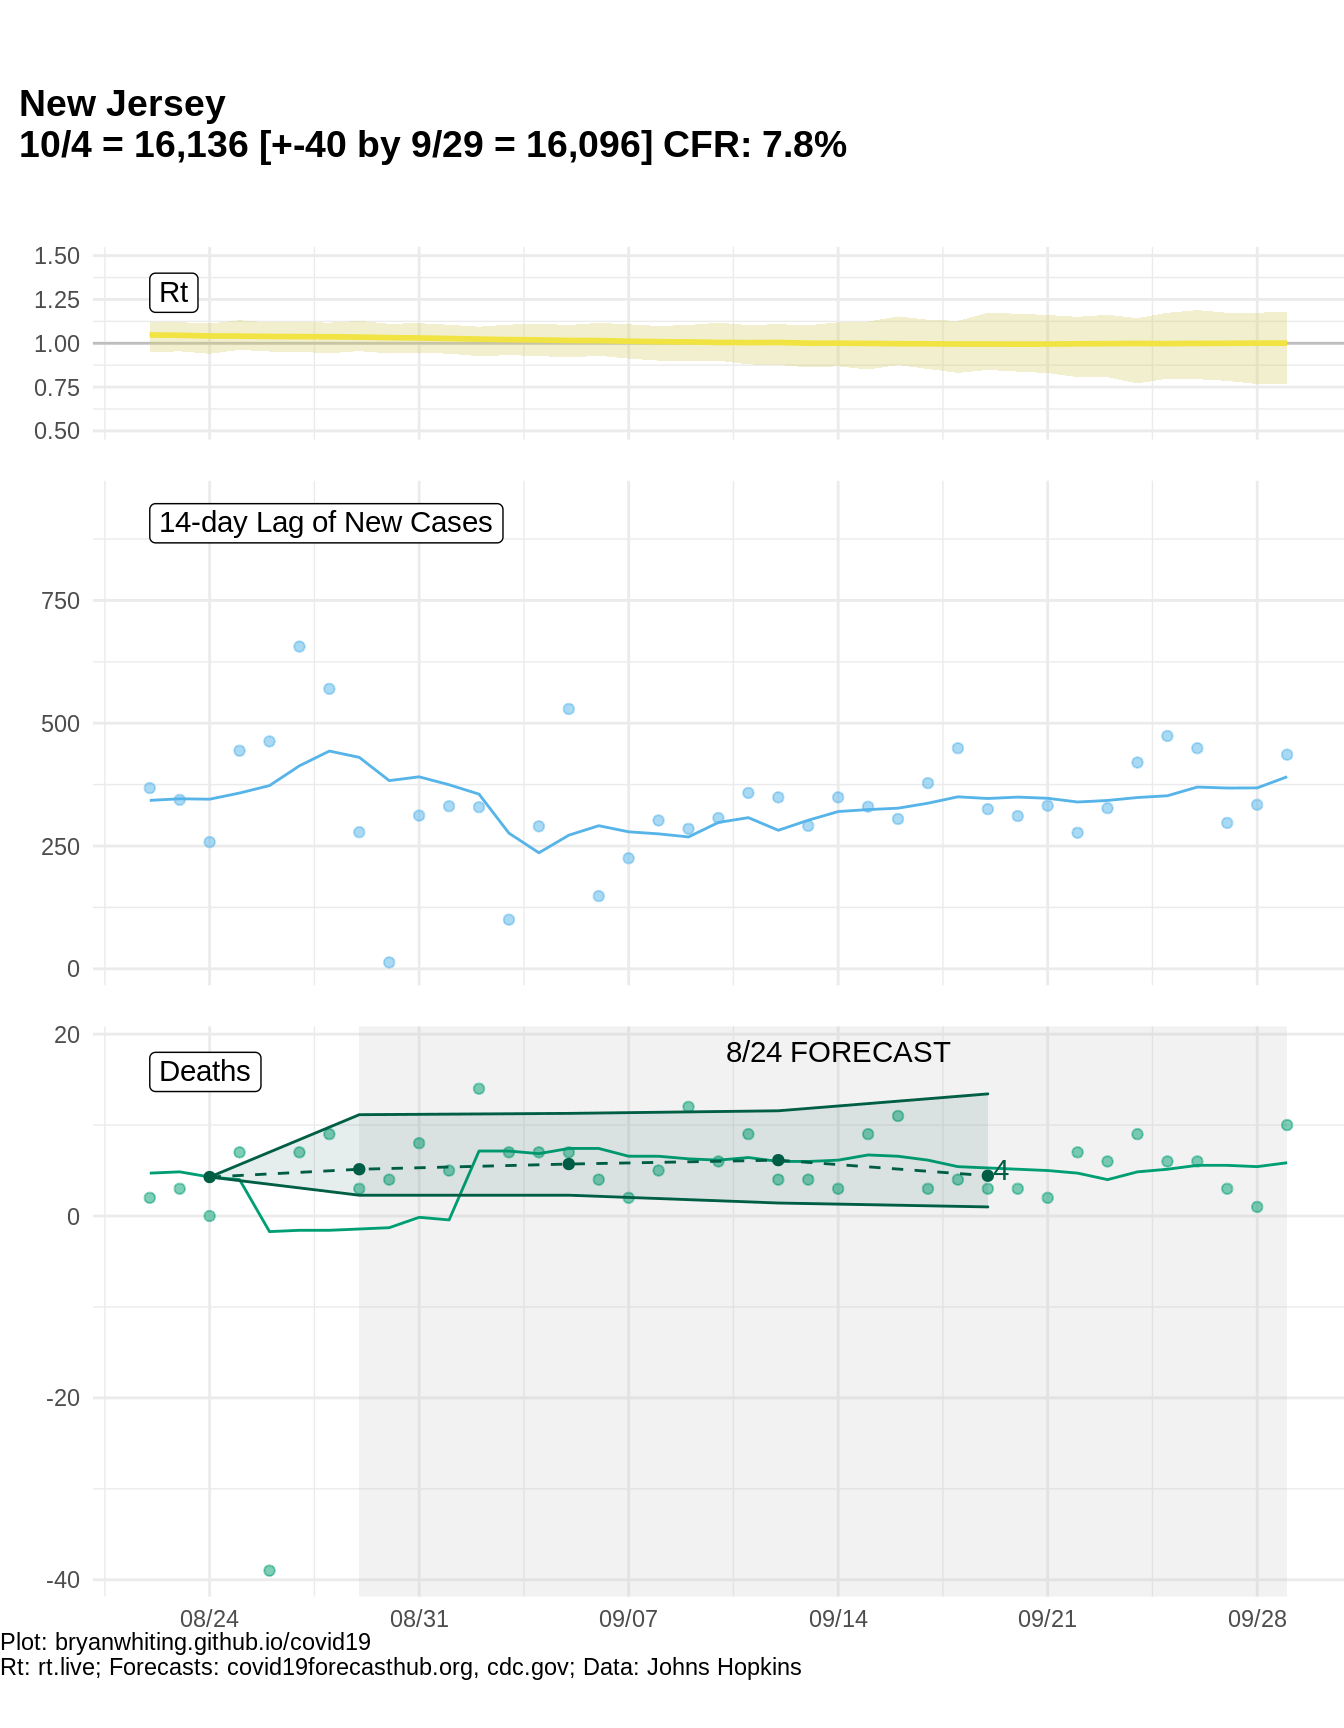 New Jersey
10/4 = 16,136 [+-40 by 9/29 = 16,096] CFR: 7.8%
1.50
Rt
1.25
1.00
0.75
0.50
14-day Lag of New Cases
750
500
250
0
20
8/24 FORECAST
Deaths
4
0
-20
-40
08/24 08/31 09/07 09/14 09/21 09/28
Plot: bryanwhiting.github.io/covid19
Rt: rt.live; Forecasts: covid19forecasthub.org, cdc.gov; Data: Johns Hopkins